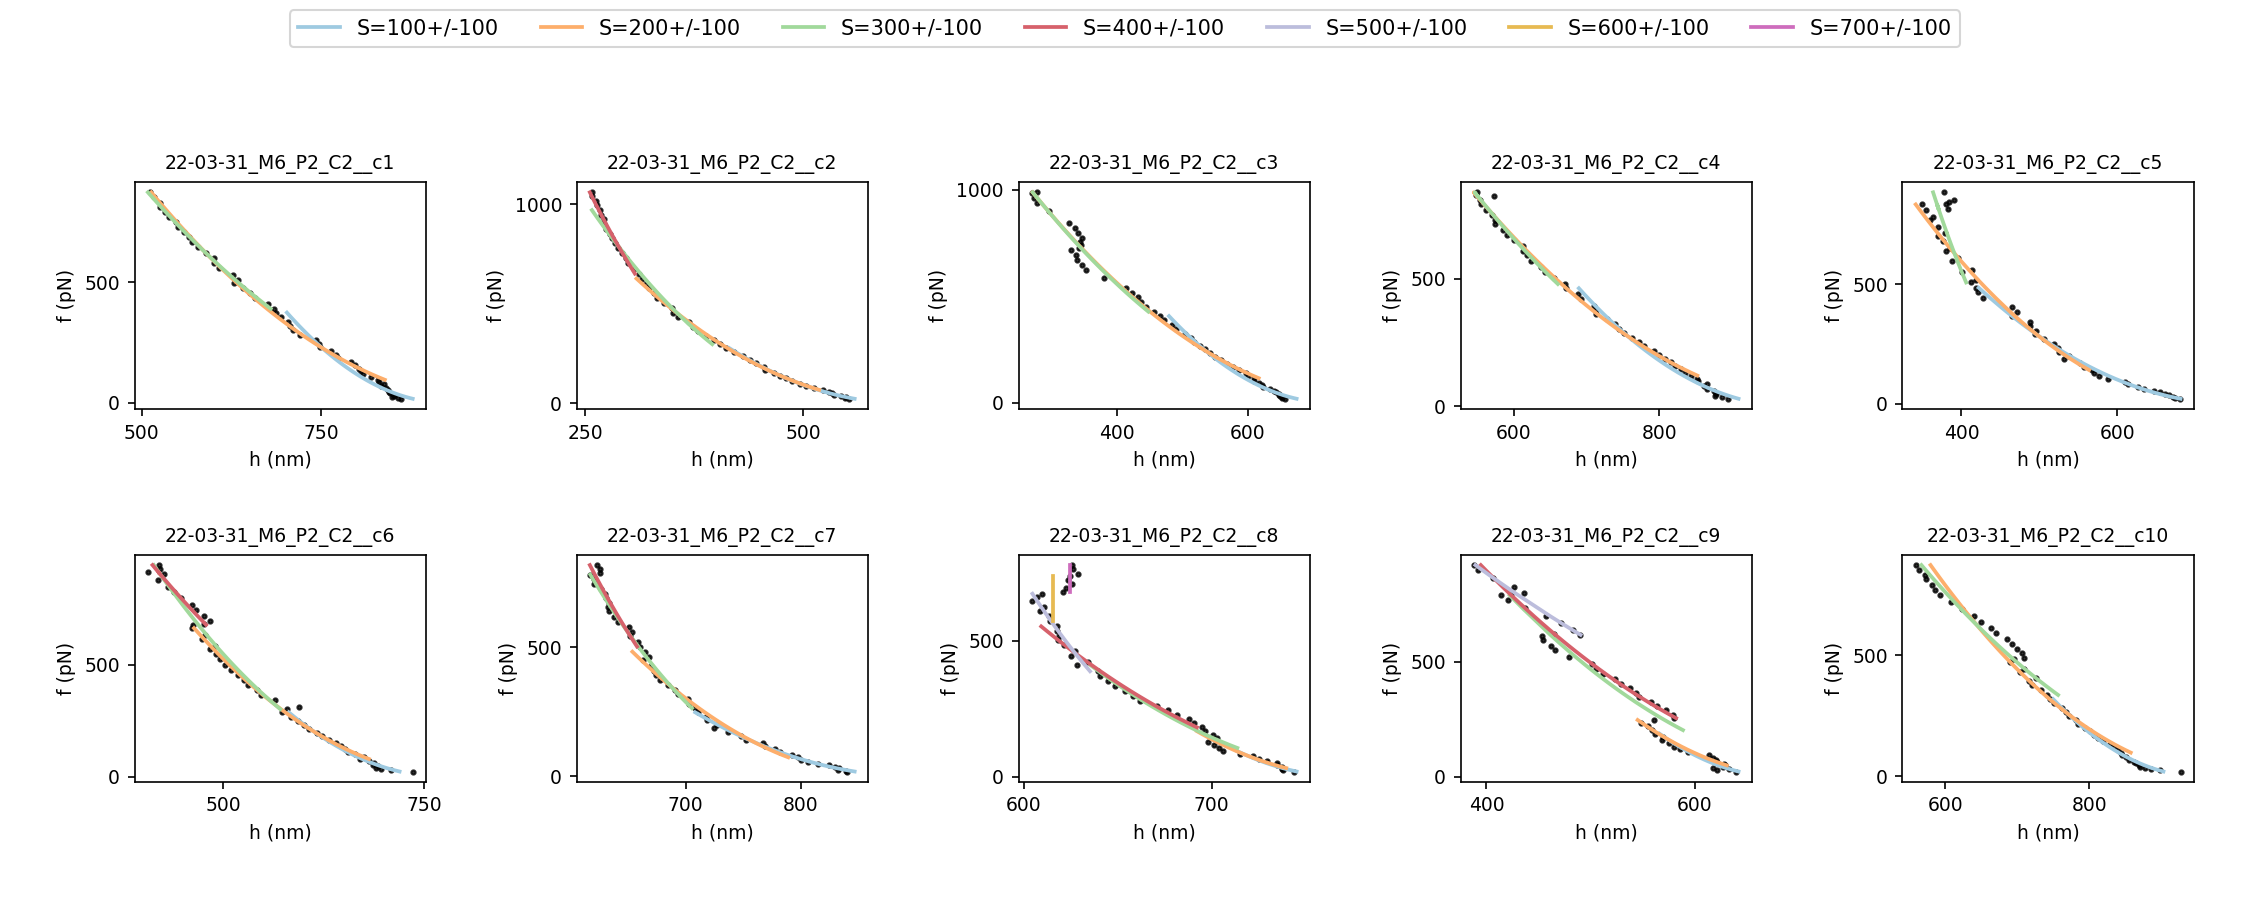 S=100+/-100 S=200+/-100 S=300+/-100 S=400+/-100 S=500+/-100 S=600+/-100 S=700+/-100
22-03-31_M6_P2_C2__c1
f (pN)
500
0
500 750
h (nm)
22-03-31_M6_P2_C2__c2
f (pN)
1000
0
250 500
h (nm)
22-03-31_M6_P2_C2__c3
f (pN)
1000
0
400 600
h (nm)
22-03-31_M6_P2_C2__c4
f (pN)
500
0
600 800
h (nm)
22-03-31_M6_P2_C2__c5
f (pN)
500
0
400 600
h (nm)
22-03-31_M6_P2_C2__c6
f (pN)
500
0
500 750
h (nm)
22-03-31_M6_P2_C2__c7
f (pN)
500
0
700 800
h (nm)
22-03-31_M6_P2_C2__c8
f (pN)
500
0
600 700
h (nm)
22-03-31_M6_P2_C2__c9
f (pN)
500
0
400 600
h (nm)
22-03-31_M6_P2_C2__c10
f (pN)
500
0
600 800
h (nm)